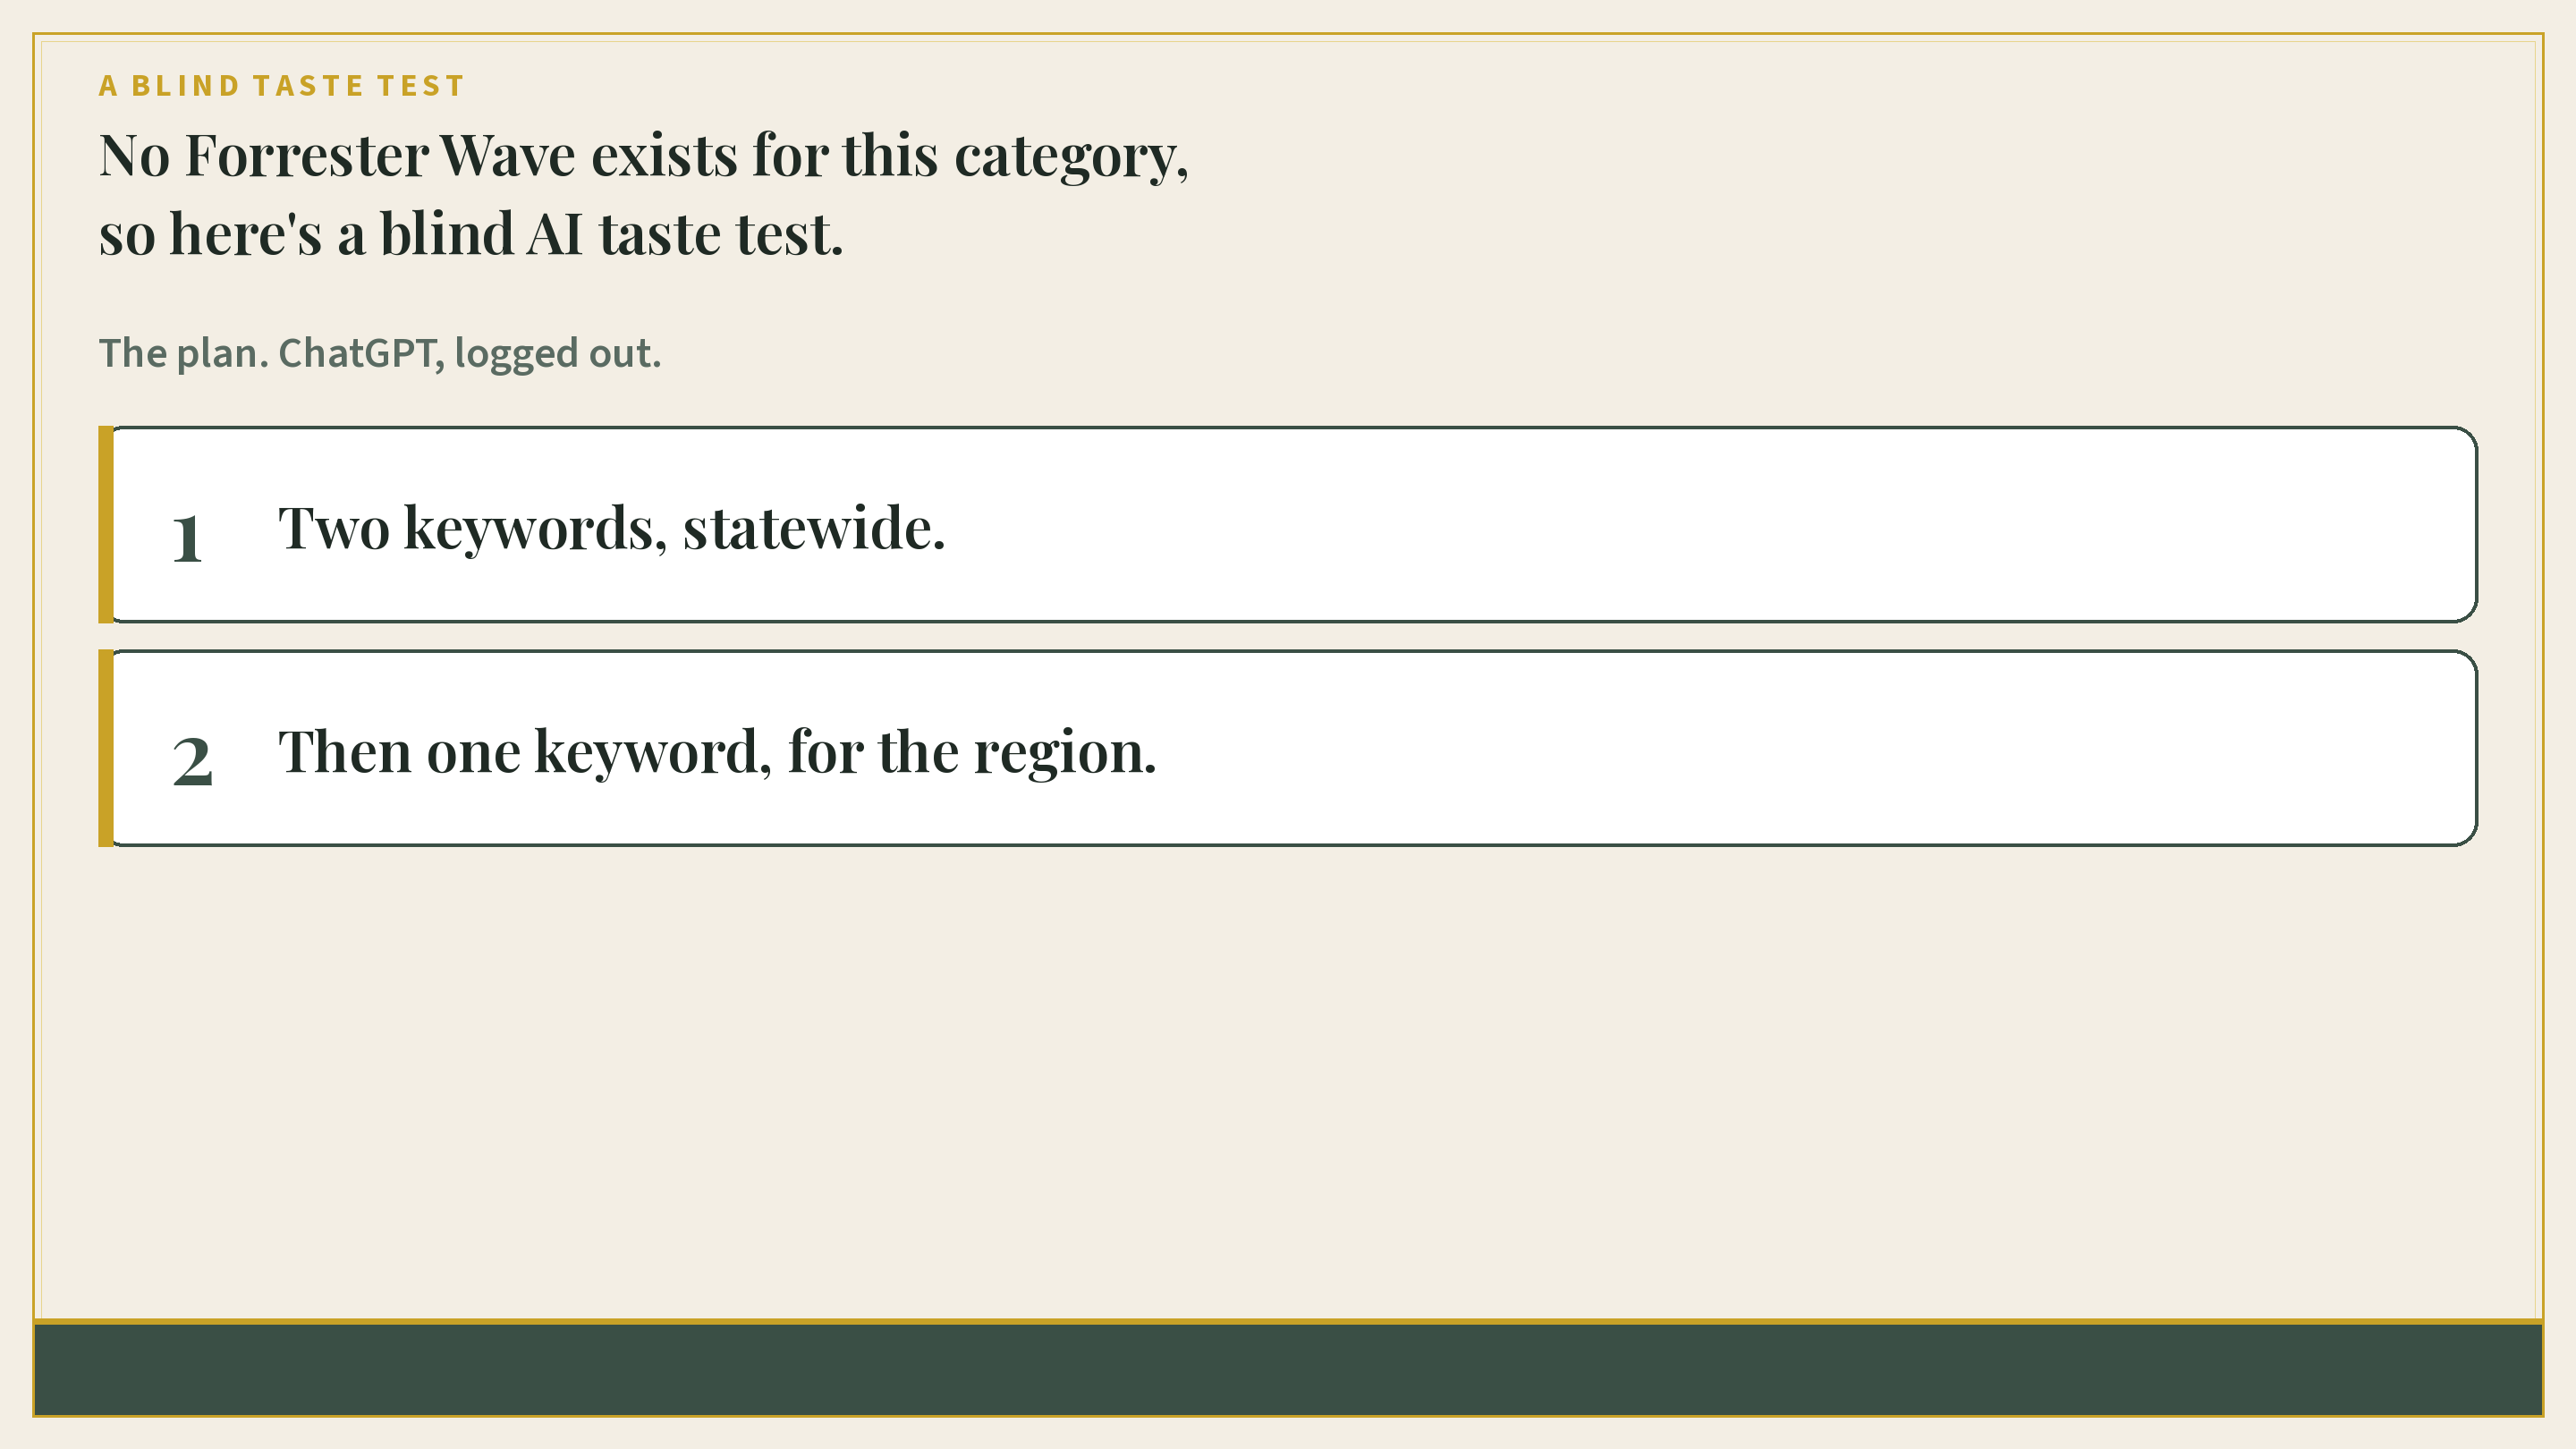 A BLIND TASTE TEST
No Forrester Wave exists for this category,
so here's a blind AI taste test.
The plan. ChatGPT, logged out.
1 Two keywords, statewide.
2 Then one keyword, for the region.